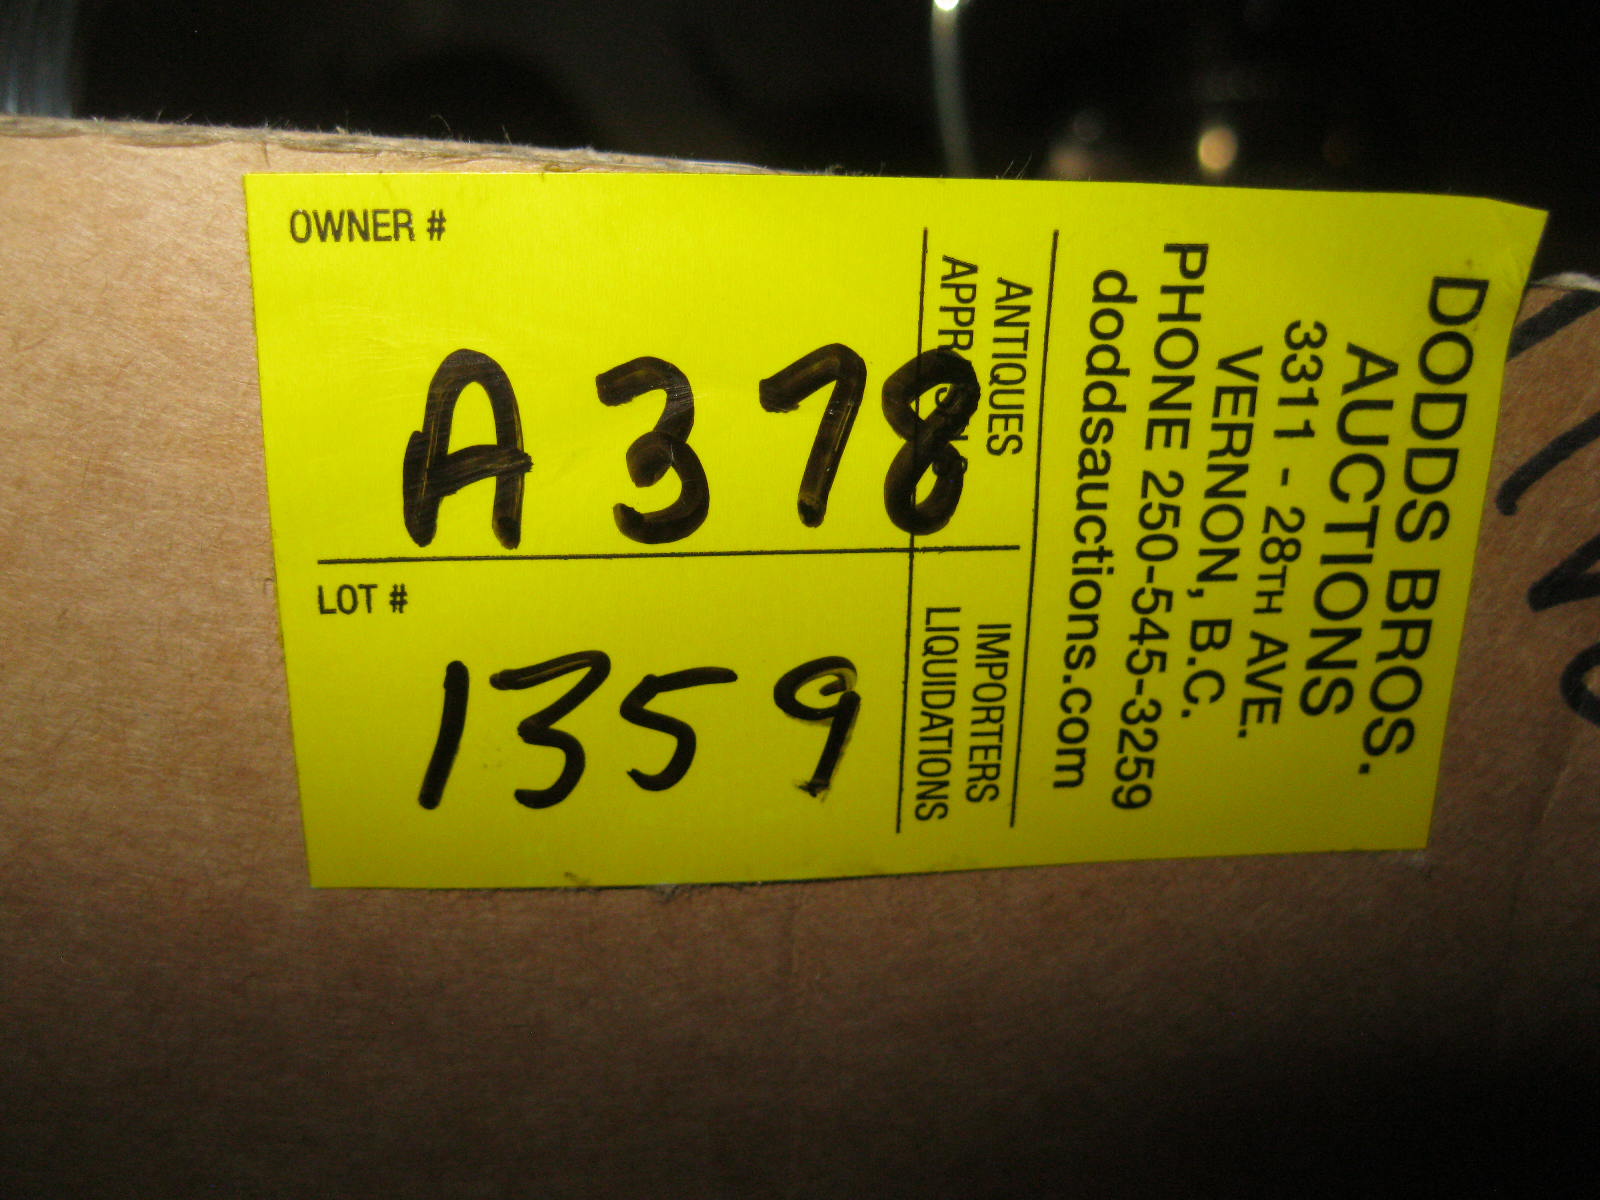 OWNER #
A378
LOT #
1359
DODDS BROS.
AUCTIONS
3311 - 28TH AVE.
VERNON, B.C.
PHONE 250-545-3259
doddsauctions.com
ANTIQUES
APPRAISALS
IMPORTERS
LIQUIDATIONS